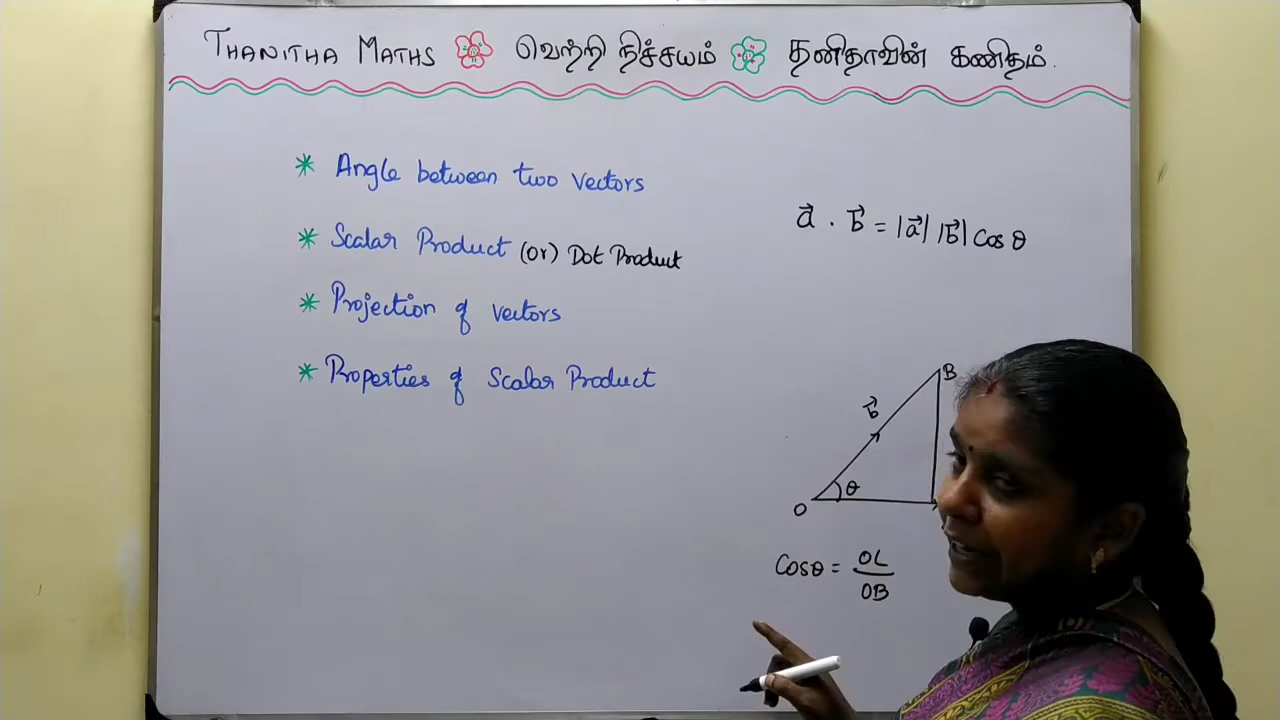 THANITHA MATHS வெற்றி நிச்சயம் தனிதாவின் கணிதம்.
* Angle between two vectors
* Scalar Product (or) Dot Product
* Projection of vectors
* Properties of Scalar Product
a⃗ . b⃗ = |a⃗| |b⃗| Cos θ
B
b⃗
θ
O
Cosθ = OL/OB